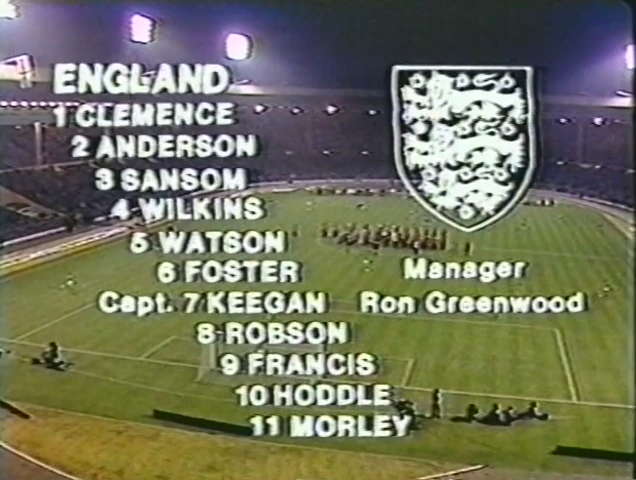 ENGLAND
1 CLEMENCE
2 ANDERSON
3 SANSOM
4 WILKINS
5 WATSON
6 FOSTER
Capt. 7 KEEGAN
8 ROBSON
9 FRANCIS
10 HODDLE
11 MORLEY
Manager
Ron Greenwood